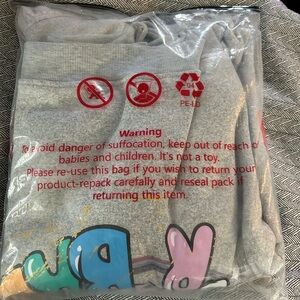 04
PE-LD
Warning
To avoid danger of suffocation, keep out of reach of
babies and children. It's not a toy.
Please re-use this bag if you wish to return your
product-repack carefully and reseal pack if
returning this item.